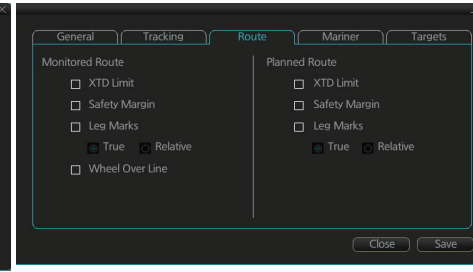 General Tracking Route Mariner Targets
Monitored Route
XTD Limit
Safety Margin
Leg Marks
True Relative
Wheel Over Line
Planned Route
XTD Limit
Safety Margin
Leg Marks
True Relative
Close Save